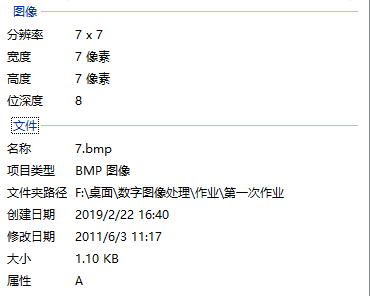 图像
分辨率 7 x 7
宽度 7 像素
高度 7 像素
位深度 8
文件
名称 7.bmp
项目类型 BMP 图像
文件夹路径 F:\桌面\数字图像处理\作业\第一次作业
创建日期 2019/2/22 16:40
修改日期 2011/6/3 11:17
大小 1.10 KB
属性 A